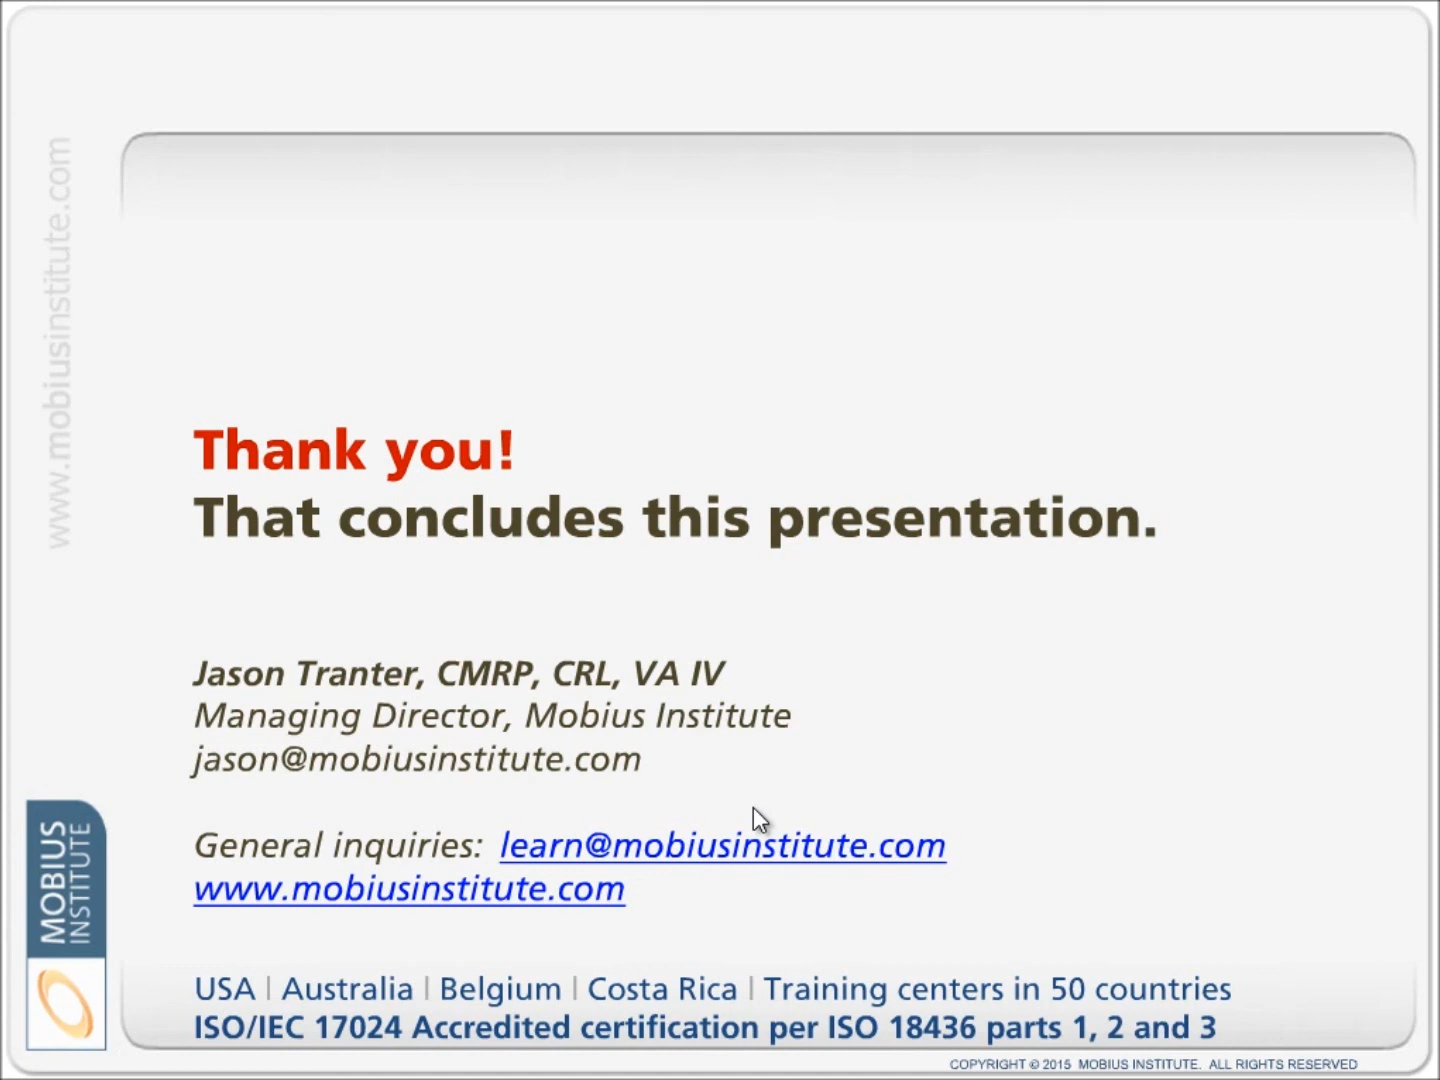 www.mobiusinstitute.com
Thank you!
That concludes this presentation.
Jason Tranter, CMRP, CRL, VA IV
Managing Director, Mobius Institute
jason@mobiusinstitute.com
General inquiries: learn@mobiusinstitute.com
www.mobiusinstitute.com
MOBIUS
INSTITUTE
USA | Australia | Belgium | Costa Rica | Training centers in 50 countries
ISO/IEC 17024 Accredited certification per ISO 18436 parts 1, 2 and 3
COPYRIGHT © 2015 MOBIUS INSTITUTE. ALL RIGHTS RESERVED